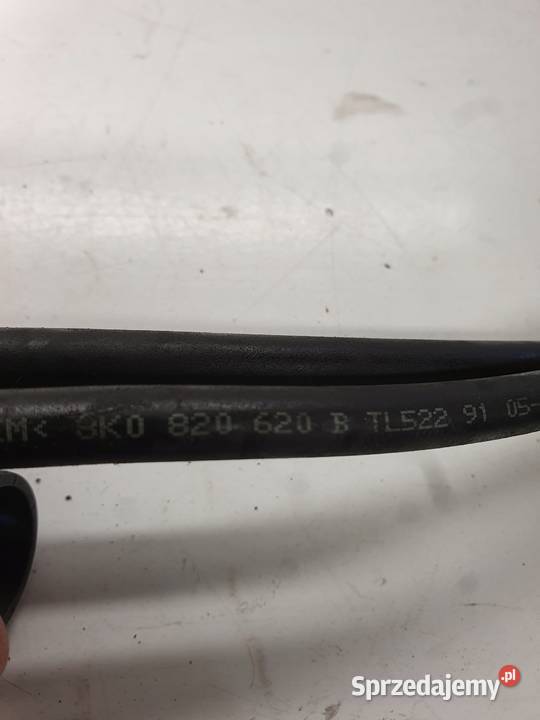 M< 8K0 820 620 B TL522 91 05-
Sprzedajemy.pl